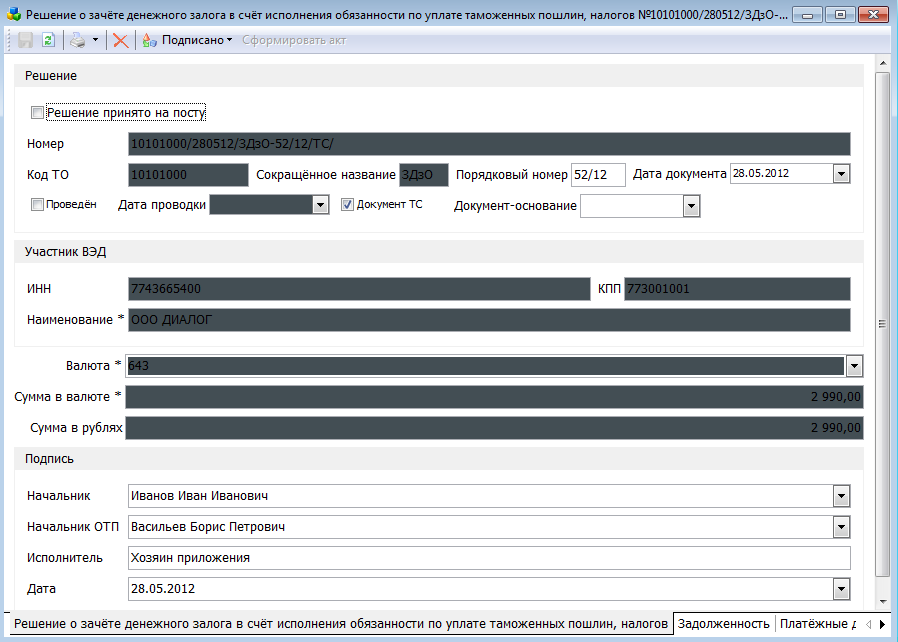 Решение о зачёте денежного залога в счёт исполнения обязанности по уплате таможенных пошлин, налогов №10101000/280512/ЗДзО-...
Подписано Сформировать акт
Решение
Решение принято на посту
Номер 10101000/280512/ЗДзО-52/12/ТС/
Код ТО 10101000 Сокращённое название ЗДзО Порядковый номер 52/12 Дата документа 28.05.2012
Проведён Дата проводки Документ ТС Документ-основание
Участник ВЭД
ИНН 7743665400 КПП 773001001
Наименование * ООО ДИАЛОГ
Валюта * 643
Сумма в валюте * 2 990,00
Сумма в рублях 2 990,00
Подпись
Начальник Иванов Иван Иванович
Начальник ОТП Васильев Борис Петрович
Исполнитель Хозяин приложения
Дата 28.05.2012
Решение о зачёте денежного залога в счёт исполнения обязанности по уплате таможенных пошлин, налогов Задолженность Платёжные д